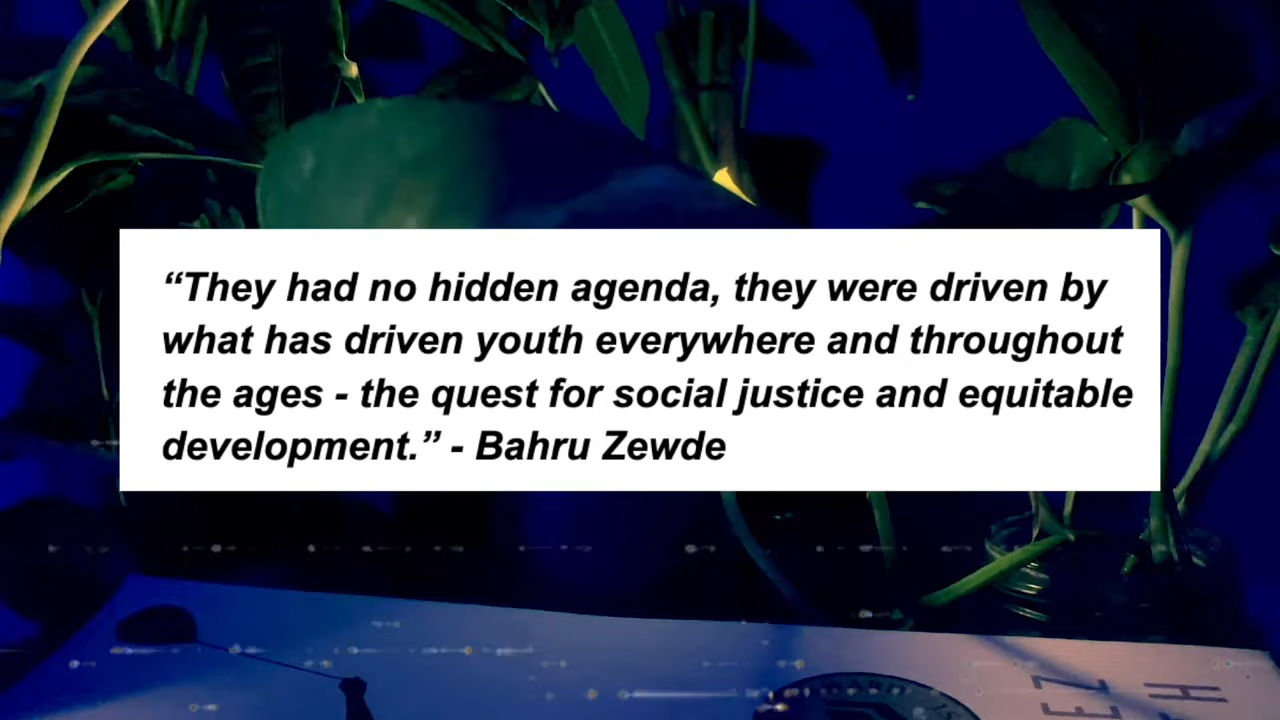 “They had no hidden agenda, they were driven by
what has driven youth everywhere and throughout
the ages - the quest for social justice and equitable
development.” - Bahru Zewde